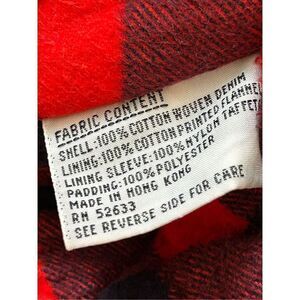 FABRIC CONTENT
SHELL:100% COTTON WOVEN DENIM
LINING:100% COTTON PRINTED FLANNEL
LINING SLEEVE:100% NYLON TAFFET
PADDING:100% POLYESTER
MADE IN HONG KONG
RN 52633
SEE REVERSE SIDE FOR CARE